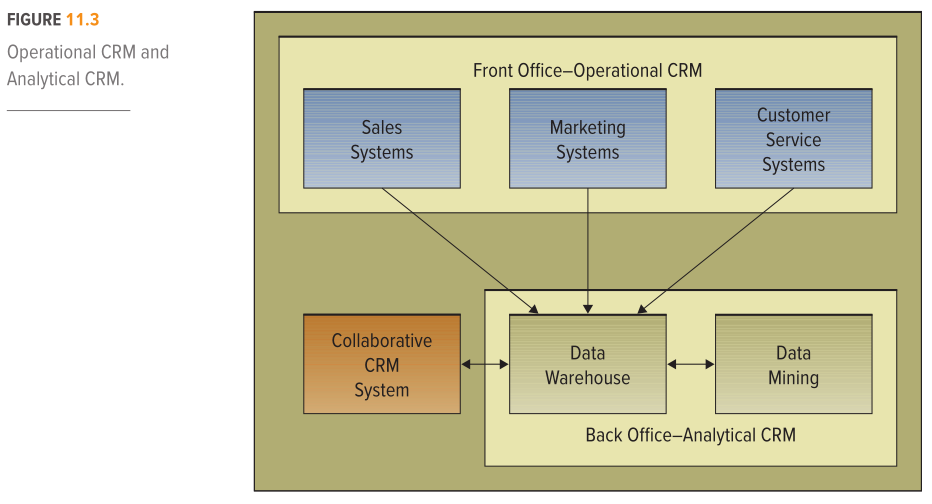 FIGURE 11.3
Operational CRM and
Analytical CRM.
Front Office–Operational CRM
Sales
Systems
Marketing
Systems
Customer
Service
Systems
Collaborative
CRM
System
Data
Warehouse
Data
Mining
Back Office–Analytical CRM